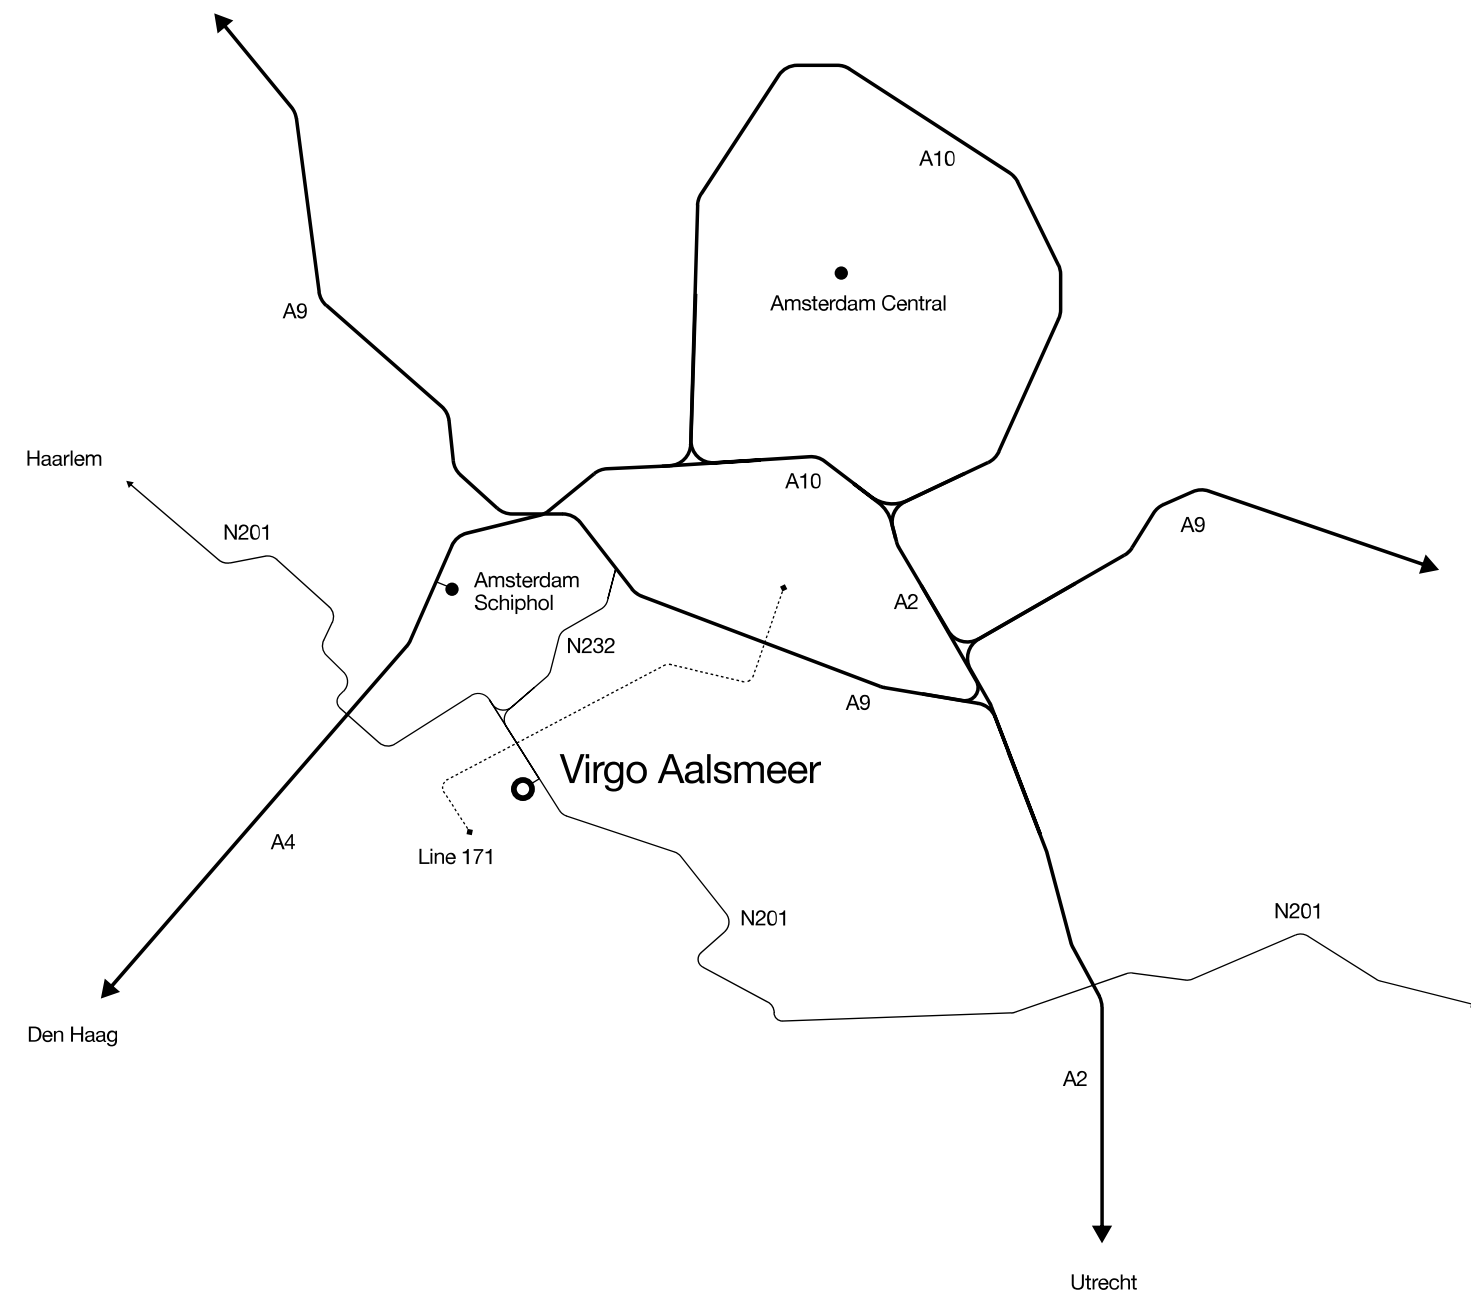 A10
Amsterdam Central
A9
Haarlem
A10
A9
N201
Amsterdam
Schiphol
A2
N232
A9
Virgo Aalsmeer
A4
Line 171
N201
N201
Den Haag
A2
Utrecht